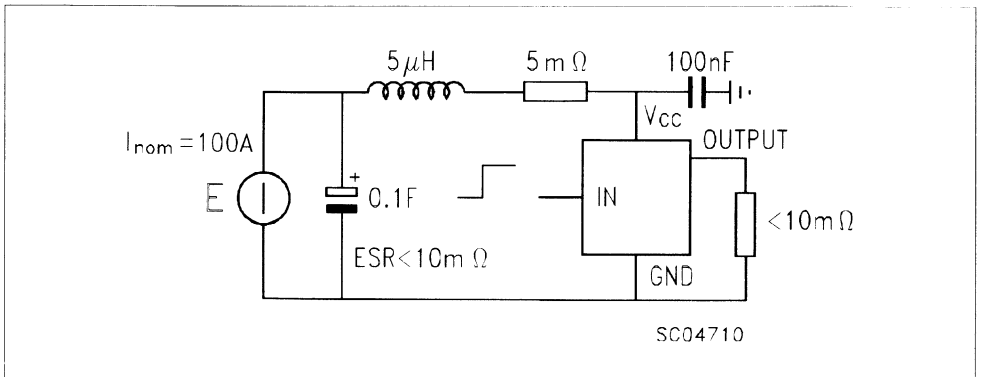 5μH
5mΩ
100nF
Vcc
OUTPUT
Inom=100A
E
+
0.1F
IN
<10mΩ
ESR<10mΩ
GND
SC04710